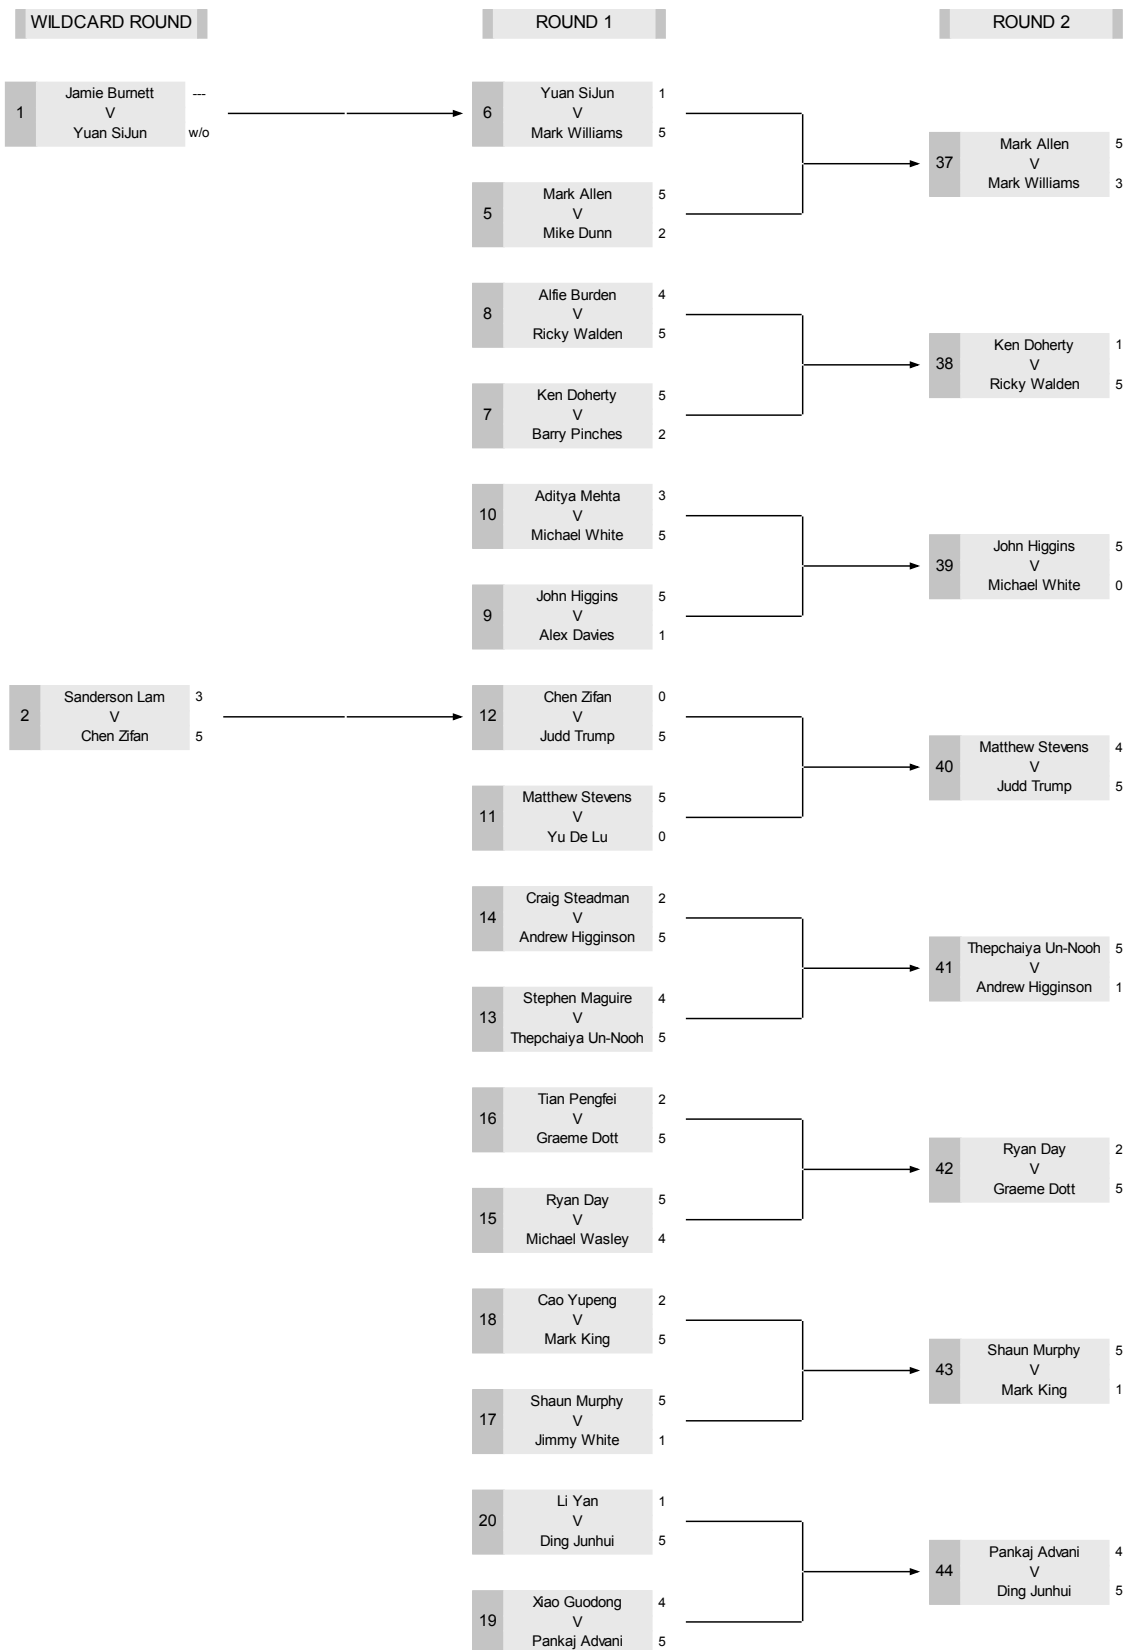 WILDCARD ROUND
ROUND 1
ROUND 2
1
Jamie Burnett ---
V
Yuan SiJun w/o
6
Yuan SiJun 1
V
Mark Williams 5
5
Mark Allen 5
V
Mike Dunn 2
37
Mark Allen 5
V
Mark Williams 3
8
Alfie Burden 4
V
Ricky Walden 5
7
Ken Doherty 5
V
Barry Pinches 2
38
Ken Doherty 1
V
Ricky Walden 5
10
Aditya Mehta 3
V
Michael White 5
9
John Higgins 5
V
Alex Davies 1
39
John Higgins 5
V
Michael White 0
2
Sanderson Lam 3
V
Chen Zifan 5
12
Chen Zifan 0
V
Judd Trump 5
11
Matthew Stevens 5
V
Yu De Lu 0
40
Matthew Stevens 4
V
Judd Trump 5
14
Craig Steadman 2
V
Andrew Higginson 5
13
Stephen Maguire 4
V
Thepchaiya Un-Nooh 5
41
Thepchaiya Un-Nooh 5
V
Andrew Higginson 1
16
Tian Pengfei 2
V
Graeme Dott 5
15
Ryan Day 5
V
Michael Wasley 4
42
Ryan Day 2
V
Graeme Dott 5
18
Cao Yupeng 2
V
Mark King 5
17
Shaun Murphy 5
V
Jimmy White 1
43
Shaun Murphy 5
V
Mark King 1
20
Li Yan 1
V
Ding Junhui 5
19
Xiao Guodong 4
V
Pankaj Advani 5
44
Pankaj Advani 4
V
Ding Junhui 5